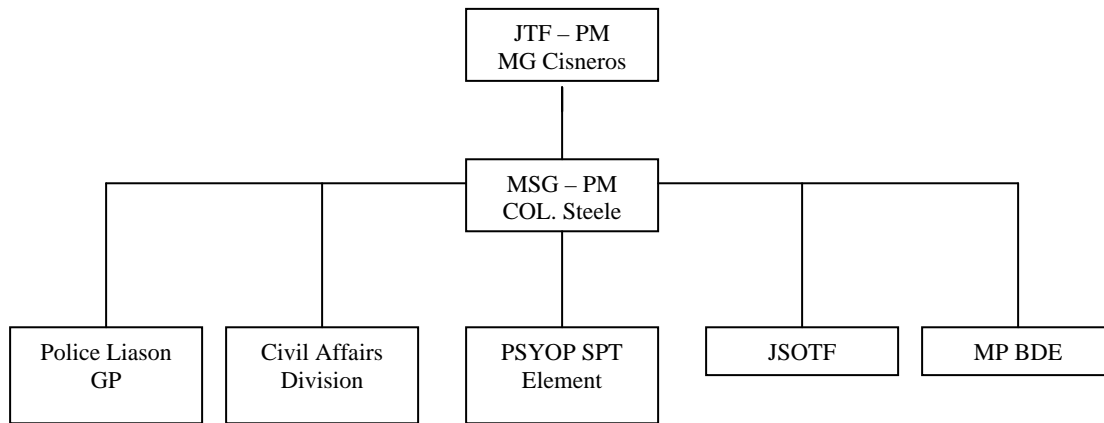 JTF – PM
MG Cisneros
MSG – PM
COL. Steele
Police Liason
GP
Civil Affairs
Division
PSYOP SPT
Element
JSOTF
MP BDE